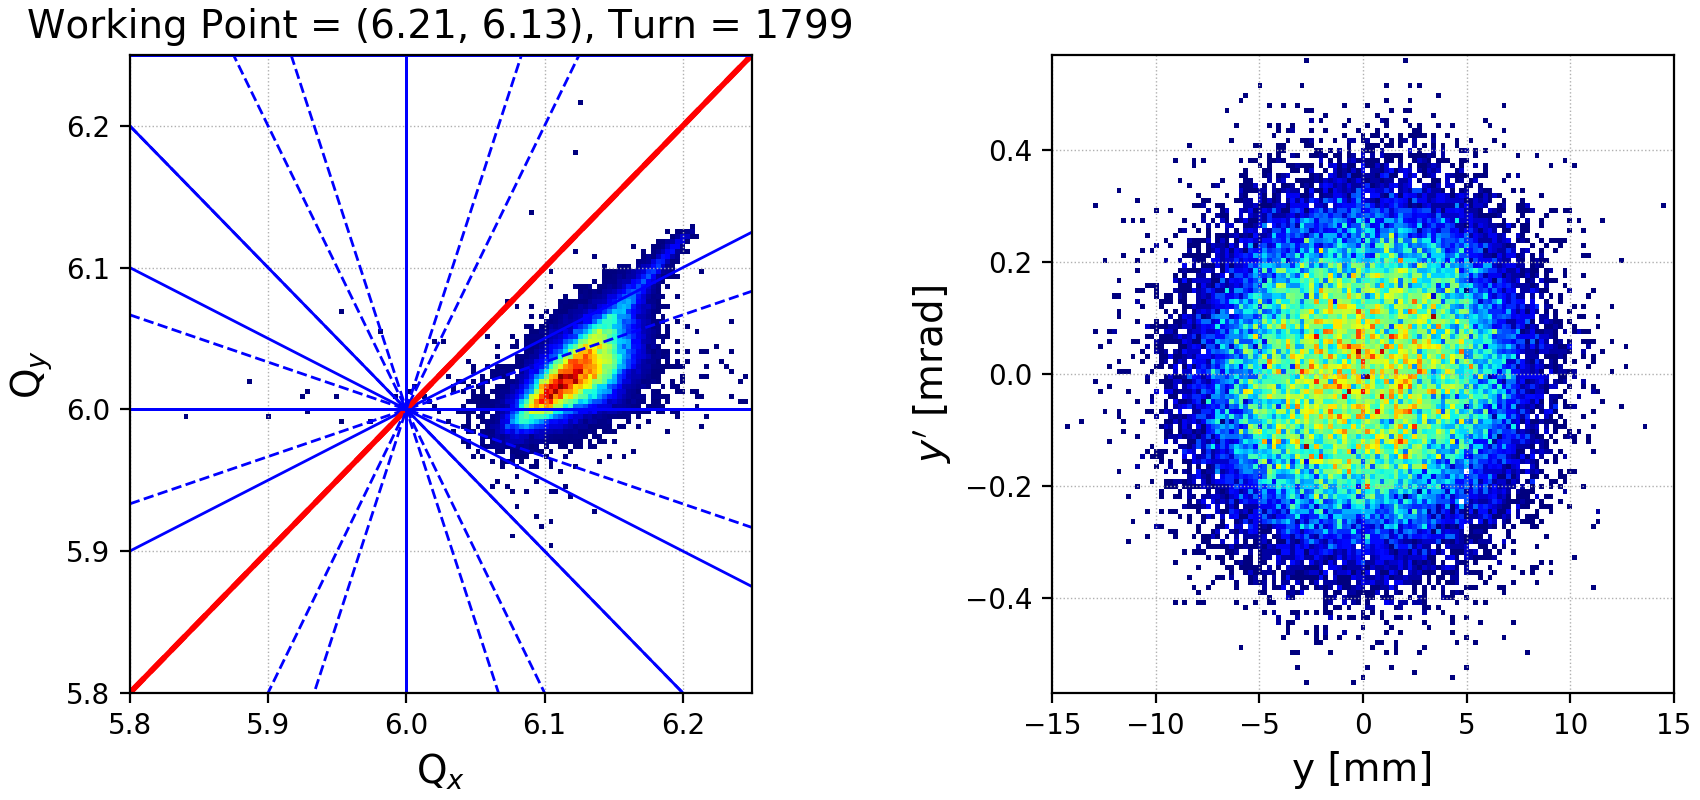 Working Point = (6.21, 6.13), Turn = 1799
6.2
6.1
6.0
5.9
5.8
Q_y
5.8 5.9 6.0 6.1 6.2
Q_x
0.4
0.2
0.0
−0.2
−0.4
y′ [mrad]
−15 −10 −5 0 5 10 15
y [mm]